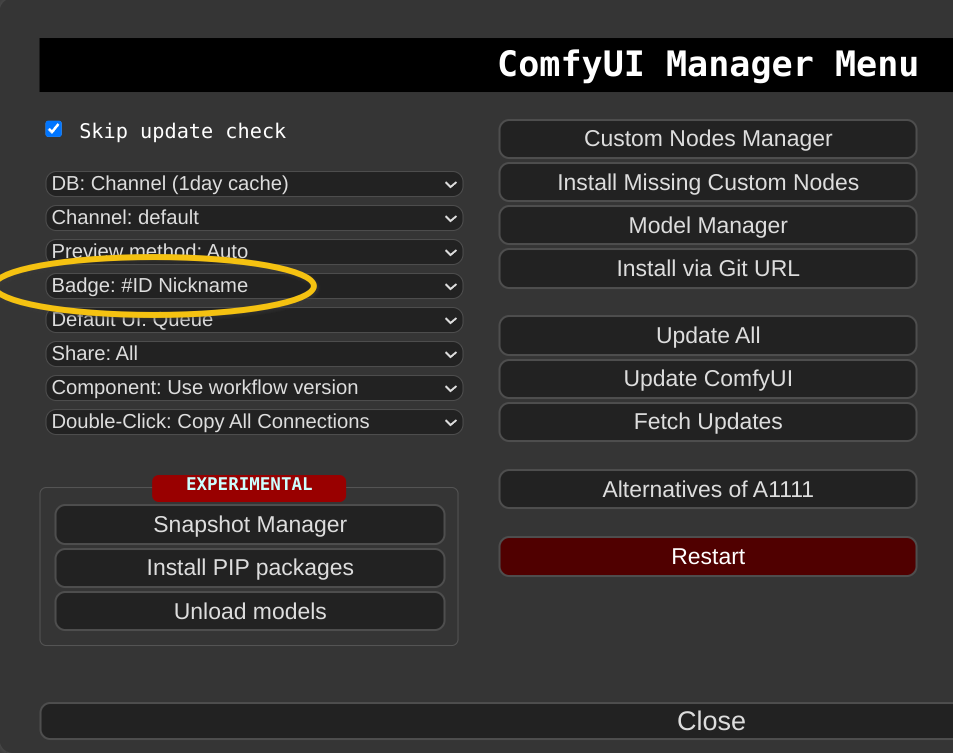 ComfyUI Manager Menu
Skip update check
DB: Channel (1day cache)
Channel: default
Preview method: Auto
Badge: #ID Nickname
Default UI: Queue
Share: All
Component: Use workflow version
Double-Click: Copy All Connections
EXPERIMENTAL
Snapshot Manager
Install PIP packages
Unload models
Custom Nodes Manager
Install Missing Custom Nodes
Model Manager
Install via Git URL
Update All
Update ComfyUI
Fetch Updates
Alternatives of A1111
Restart
Close